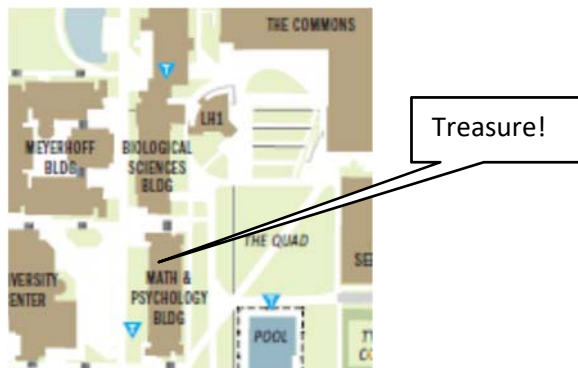 THE COMMONS
LH1
Treasure!
MEYERHOFF
BLDG
BIOLOGICAL
SCIENCES
BLDG
THE QUAD
VERSITY
ENTER
MATH &
PSYCHOLOGY
BLDG
POOL